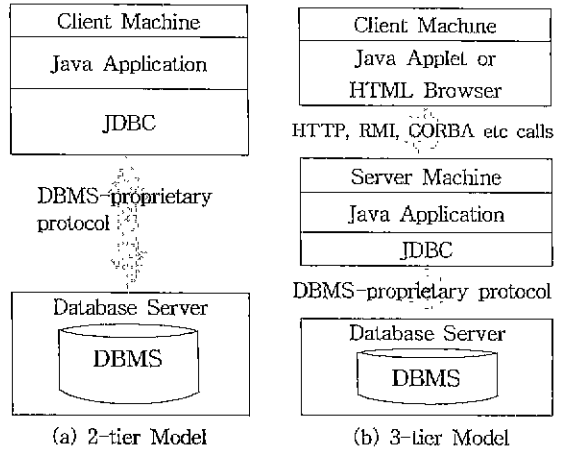 Client Machine
Java Application
JDBC
DBMS-proprietary
protocol
Database Server
DBMS
(a) 2-tier Model
Client Machine
Java Applet or
HTML Browser
HTTP, RMI, CORBA etc calls
Server Machine
Java Application
JDBC
DBMS-proprietary protocol
Database Server
DBMS
(b) 3-tier Model